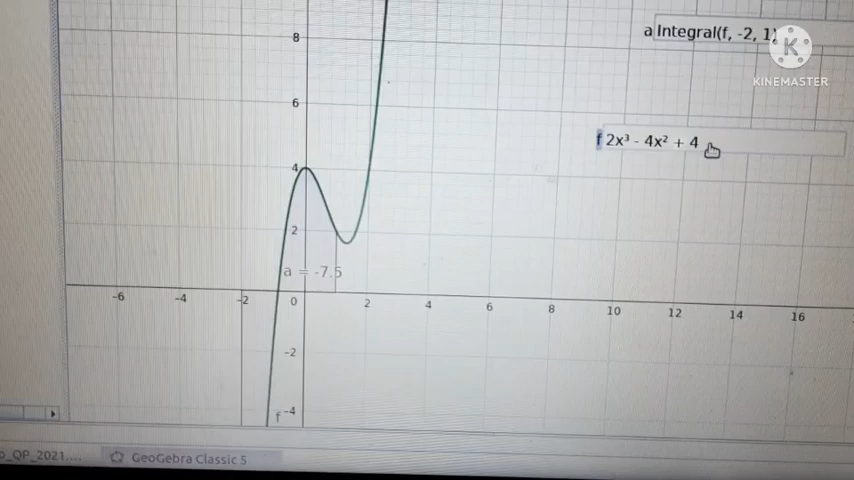 8
a Integral(f, -2, 1)
K
KINEMASTER
6
f 2x³ - 4x² + 4
4
2
a = -7.5
-6 -4 -2 0 2 4 6 8 10 12 14 16
-2
f -4
_QP_2021....
GeoGebra Classic 5